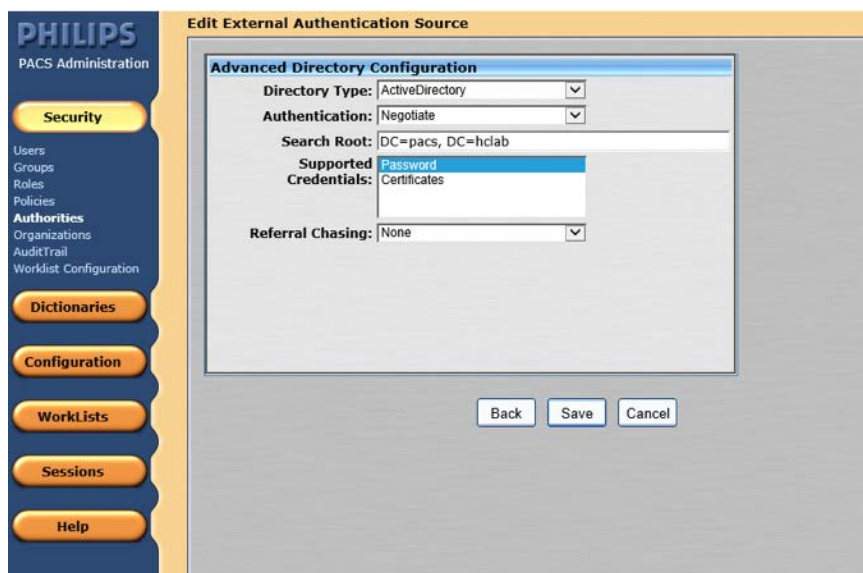 PHILIPS
PACS Administration
Security
Users
Groups
Roles
Policies
Authorities
Organizations
AuditTrail
Worklist Configuration
Dictionaries
Configuration
WorkLists
Sessions
Help
Edit External Authentication Source
Advanced Directory Configuration
Directory Type: ActiveDirectory
Authentication: Negotiate
Search Root: DC=pacs, DC=hclab
Supported Password
Credentials: Certificates
Referral Chasing: None
Back Save Cancel